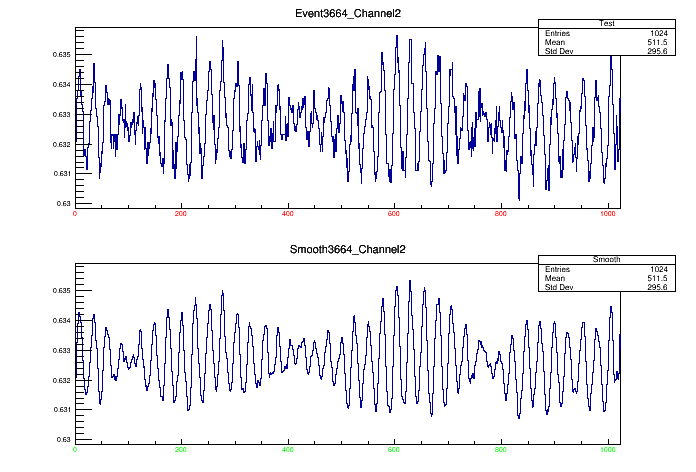 Event3664_Channel2
Test
Entries 1024
Mean 511.5
Std Dev 295.6
0.635
0.634
0.633
0.632
0.631
0.63
0 200 400 600 800 1000
Smooth3664_Channel2
Smooth
Entries 1024
Mean 511.5
Std Dev 295.6
0.635
0.634
0.633
0.632
0.631
0.63
0 200 400 600 800 1000